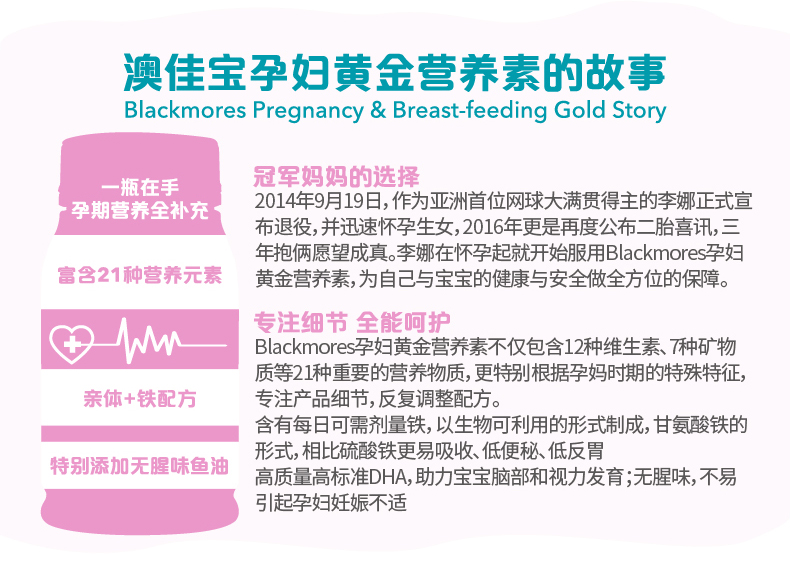 澳佳宝孕妇黄金营养素的故事
Blackmores Pregnancy & Breast-feeding Gold Story
一瓶在手
孕期营养全补充
富含21种营养元素
亲体+铁配方
特别添加无腥味鱼油
冠军妈妈的选择
2014年9月19日，作为亚洲首位网球大满贯得主的李娜正式宣
布退役，并迅速怀孕生女，2016年更是再度公布二胎喜讯，三
年抱俩愿望成真。李娜在怀孕起就开始服用Blackmores孕妇
黄金营养素，为自己与宝宝的健康与安全做全方位的保障。
专注细节 全能呵护
Blackmores孕妇黄金营养素不仅包含12种维生素、7种矿物
质等21种重要的营养物质，更特别根据孕妈时期的特殊特征，
专注产品细节，反复调整配方。
含有每日可需剂量铁，以生物可利用的形式制成，甘氨酸铁的
形式，相比硫酸铁更易吸收、低便秘、低反胃
高质量高标准DHA，助力宝宝脑部和视力发育；无腥味，不易
引起孕妇妊娠不适